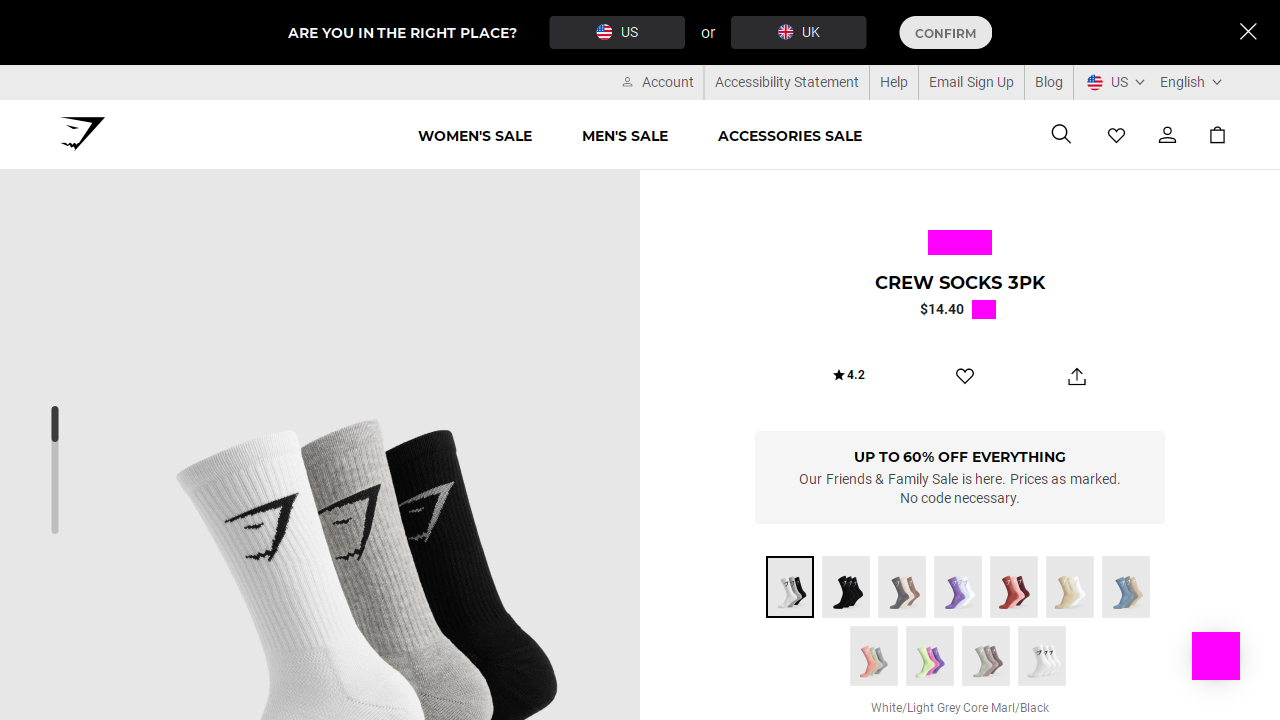 ARE YOU IN THE RIGHT PLACE?
US
or
UK
CONFIRM
Account
Accessibility Statement
Help
Email Sign Up
Blog
US
English
WOMEN'S SALE
MEN'S SALE
ACCESSORIES SALE
CREW SOCKS 3PK
$14.40
4.2
UP TO 60% OFF EVERYTHING
Our Friends & Family Sale is here. Prices as marked.
No code necessary.
White/Light Grey Core Marl/Black